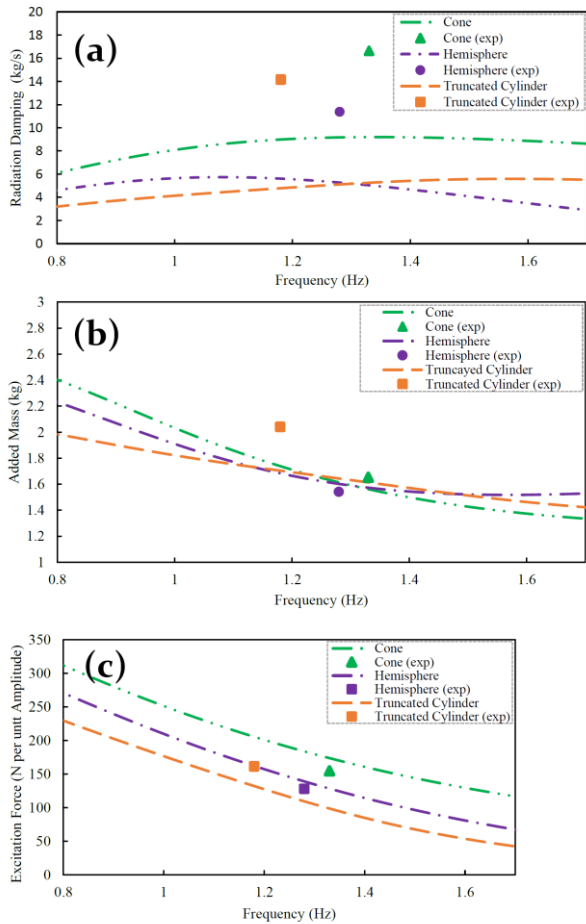 20
18
16
14
12
10
8
6
4
2
0
Radiation Damping (kg/s)
(a)
Cone
Cone (exp)
Hemisphere
Hemisphere (exp)
Truncated Cylinder
Truncated Cylinder (exp)
0.8 1 1.2 1.4 1.6
Frequency (Hz)
3
2.8
2.6
2.4
2.2
2
1.8
1.6
1.4
1.2
1
Added Mass (kg)
(b)
Cone
Cone (exp)
Hemisphere
Hemisphere (exp)
Truncayed Cylinder
Truncated Cylinder (exp)
0.8 1 1.2 1.4 1.6
Frequency (Hz)
350
300
250
200
150
100
50
0
Excitation Force (N per unit Amplitude)
(c)
Cone
Cone (exp)
Hemisphere
Hemisphere (exp)
Truncated Cylinder
Truncated Cylinder (exp)
0.8 1 1.2 1.4 1.6
Frequency (Hz)